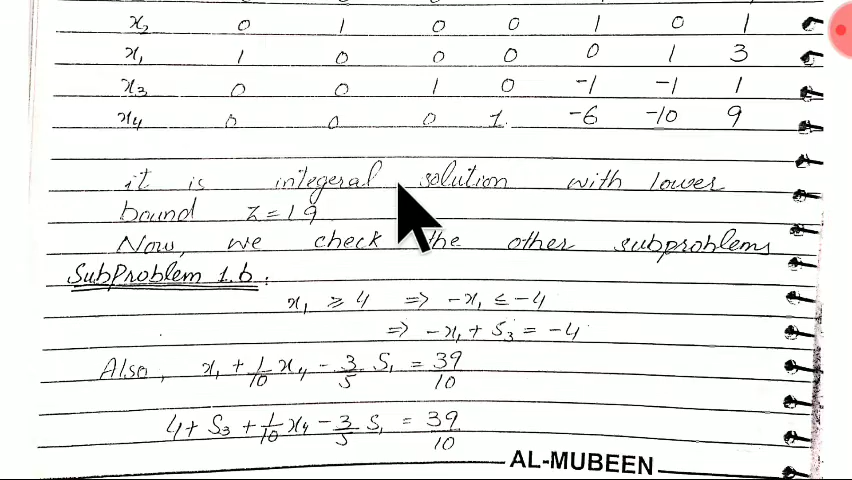 x₂ 0 1 0 0 1 0 1
x₁ 1 0 0 0 0 1 3
x₃ 0 0 1 0 -1 -1 1
x₄ 0 0 0 1 -6 -10 9
it is integeral solution with lower
bound z=19
Now, we check the other subproblems
SubProblem 1.b:
x₁ ≥ 4 ⇒ -x₁ ≤ -4
⇒ -x₁ + S₃ = -4
Also, x₁ + 1/10 x₄ - 3/5 S₁ = 39/10
4 + S₃ + 1/10 x₄ - 3/5 S₁ = 39/10
AL-MUBEEN